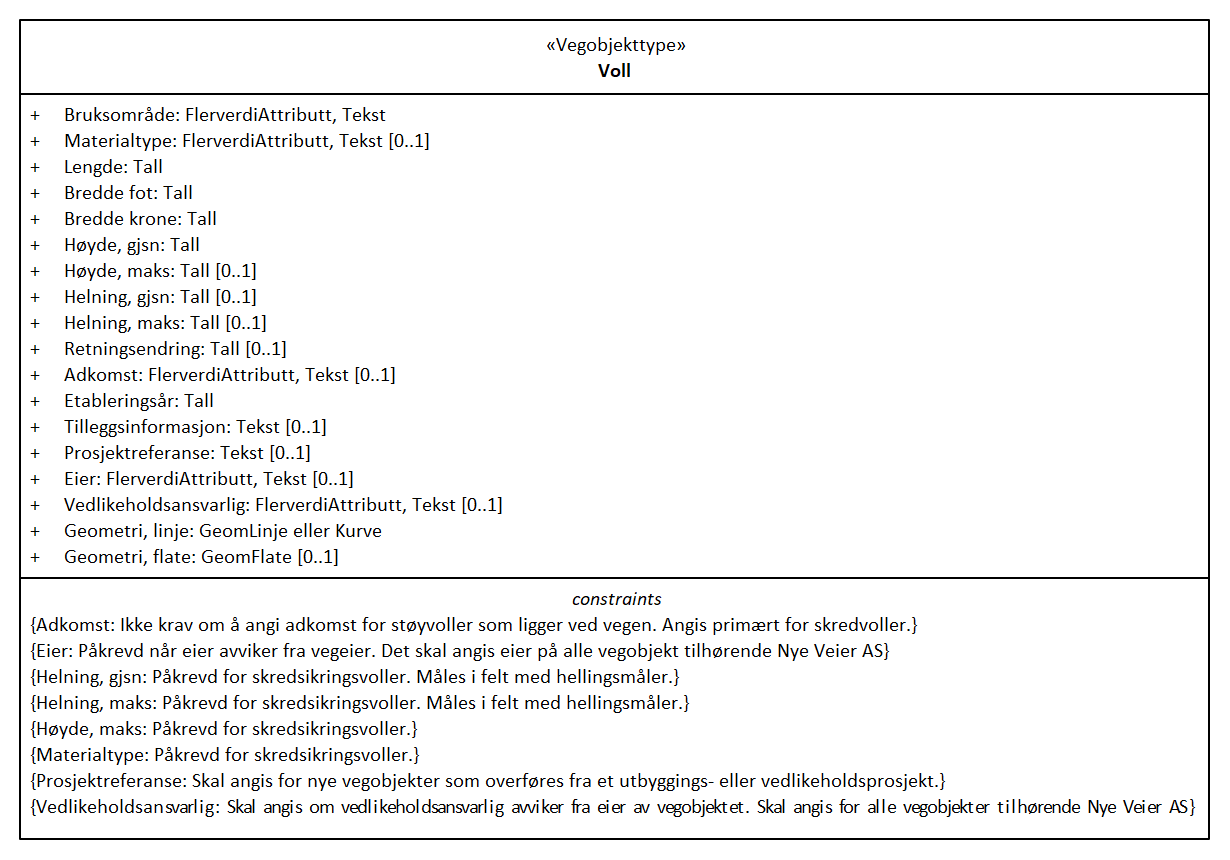 «Vegobjekttype»
Voll
+ Bruksområde: FlerverdiAttributt, Tekst
+ Materialtype: FlerverdiAttributt, Tekst [0..1]
+ Lengde: Tall
+ Bredde fot: Tall
+ Bredde krone: Tall
+ Høyde, gjsn: Tall
+ Høyde, maks: Tall [0..1]
+ Helning, gjsn: Tall [0..1]
+ Helning, maks: Tall [0..1]
+ Retningsendring: Tall [0..1]
+ Adkomst: FlerverdiAttributt, Tekst [0..1]
+ Etableringsår: Tall
+ Tilleggsinformasjon: Tekst [0..1]
+ Prosjektreferanse: Tekst [0..1]
+ Eier: FlerverdiAttributt, Tekst [0..1]
+ Vedlikeholdsansvarlig: FlerverdiAttributt, Tekst [0..1]
+ Geometri, linje: GeomLinje eller Kurve
+ Geometri, flate: GeomFlate [0..1]
constraints
{Adkomst: Ikke krav om å angi adkomst for støyvoller som ligger ved vegen. Angis primært for skredvoller.}
{Eier: Påkrevd når eier avviker fra vegeier. Det skal angis eier på alle vegobjekt tilhørende Nye Veier AS}
{Helning, gjsn: Påkrevd for skredsikringsvoller. Måles i felt med hellingsmåler.}
{Helning, maks: Påkrevd for skredsikringsvoller. Måles i felt med hellingsmåler.}
{Høyde, maks: Påkrevd for skredsikringsvoller.}
{Materialtype: Påkrevd for skredsikringsvoller.}
{Prosjektreferanse: Skal angis for nye vegobjekter som overføres fra et utbyggings- eller vedlikeholdsprosjekt.}
{Vedlikeholdsansvarlig: Skal angis om vedlikeholdsansvarlig avviker fra eier av vegobjektet. Skal angis for alle vegobjekter tilhørende Nye Veier AS}